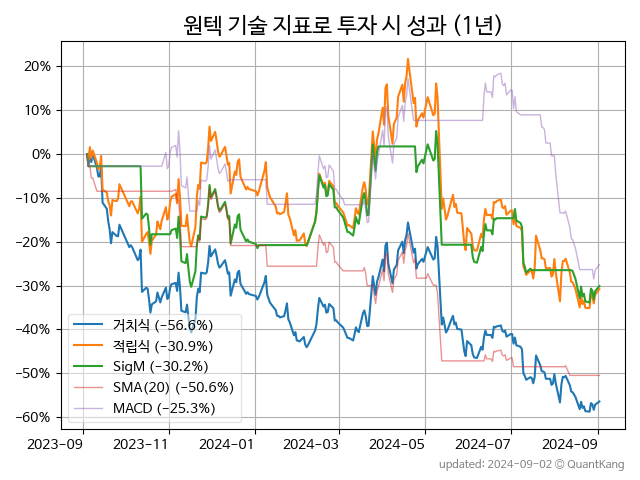 원텍 기술 지표로 투자 시 성과 (1년)
20%
10%
0%
−10%
−20%
−30%
−40%
−50%
−60%
거치식 (−56.6%)
적립식 (−30.9%)
SigM (−30.2%)
SMA(20) (−50.6%)
MACD (−25.3%)
2023-09 2023-11 2024-01 2024-03 2024-05 2024-07 2024-09
updated: 2024-09-02 © QuantKang